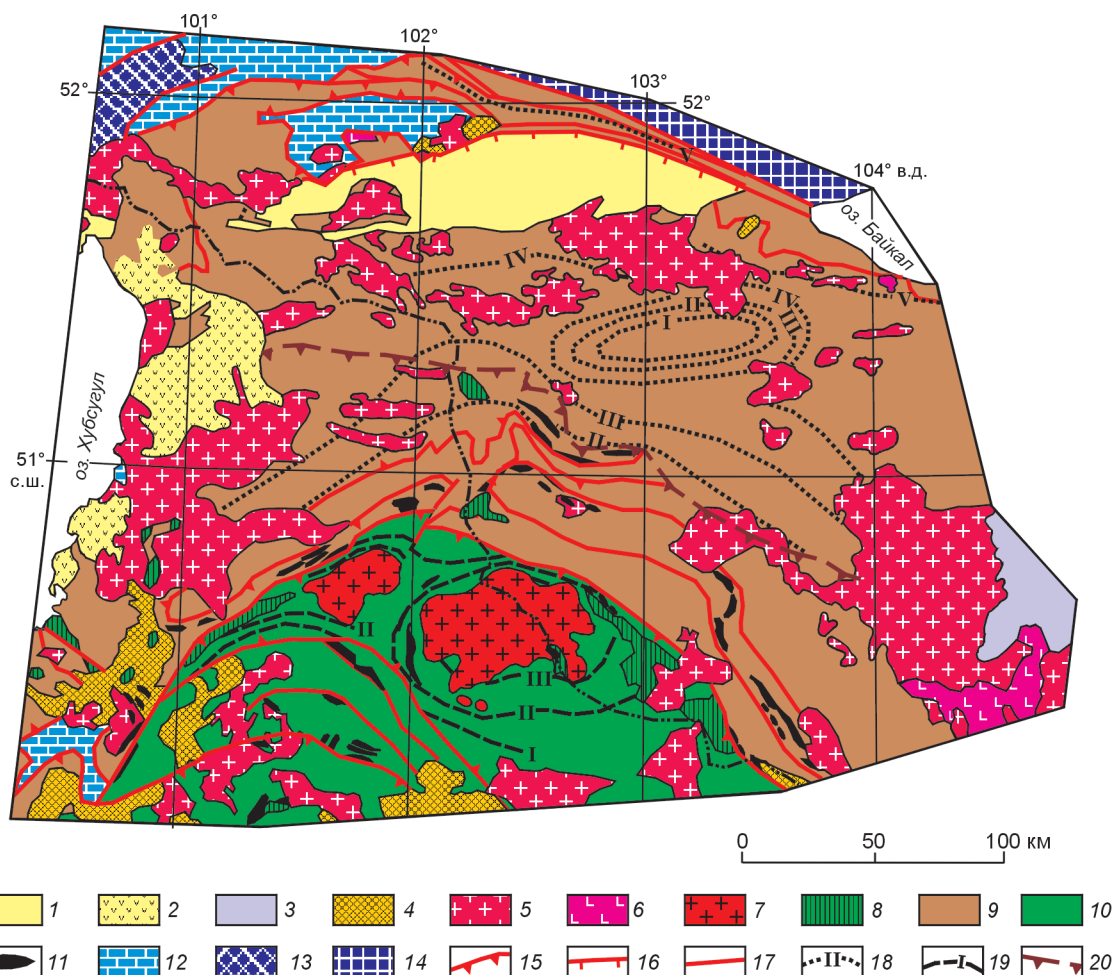 101°
102°
52°
103°
52°
V
104° в.д.
оз. Байкал
IV
IV
II
III
I
V
оз. Хубсугул
III
II
51°
с.ш.
II
III
II
I
0 50 100 км
1 2 3 4 5 6 7 8 9 10
11 12 13 14 15 16 17 II 18 I 19 20